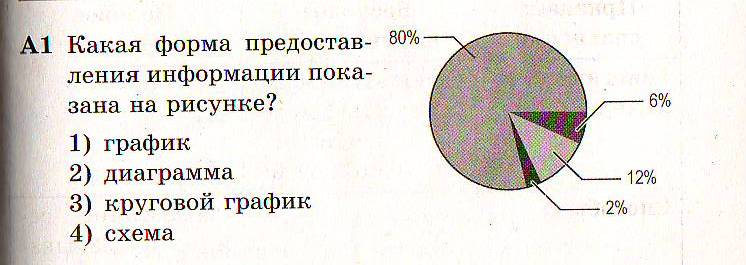 А1 Какая форма предостав-
ления информации пока-
зана на рисунке?
1) график
2) диаграмма
3) круговой график
4) схема
80%
6%
12%
2%